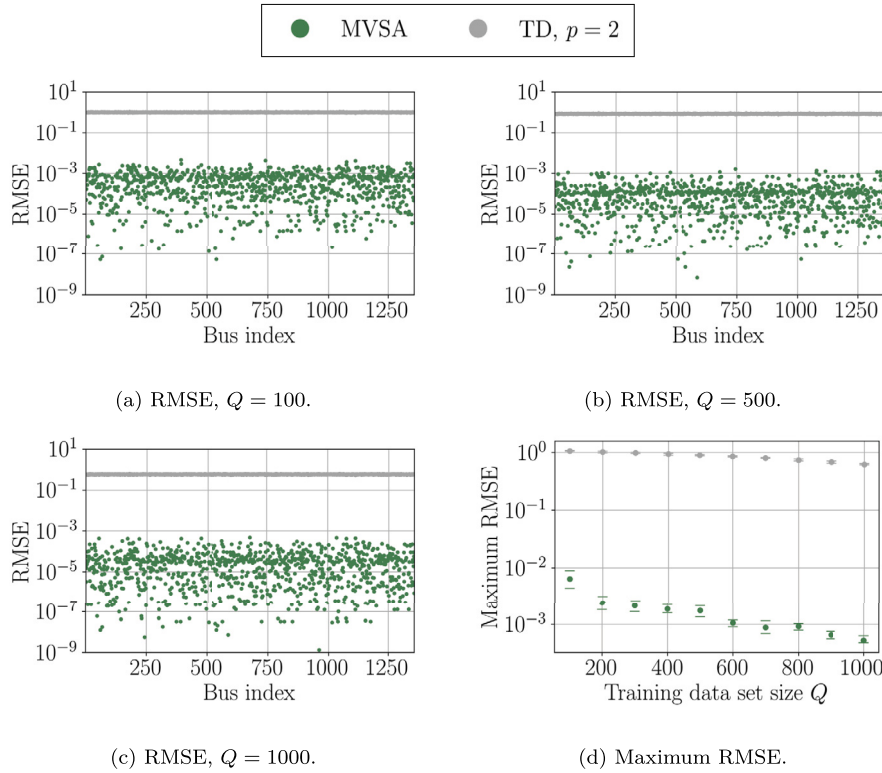 MVSA TD, p = 2
10^1
10^−1
10^−3
10^−5
10^−7
10^−9
RMSE
250 500 750 1000 1250
Bus index
(a) RMSE, Q = 100.
10^1
10^−1
10^−3
10^−5
10^−7
10^−9
RMSE
250 500 750 1000 1250
Bus index
(b) RMSE, Q = 500.
10^1
10^−1
10^−3
10^−5
10^−7
10^−9
RMSE
250 500 750 1000 1250
Bus index
(c) RMSE, Q = 1000.
10^0
10^−1
10^−2
10^−3
Maximum RMSE
200 400 600 800 1000
Training data set size Q
(d) Maximum RMSE.